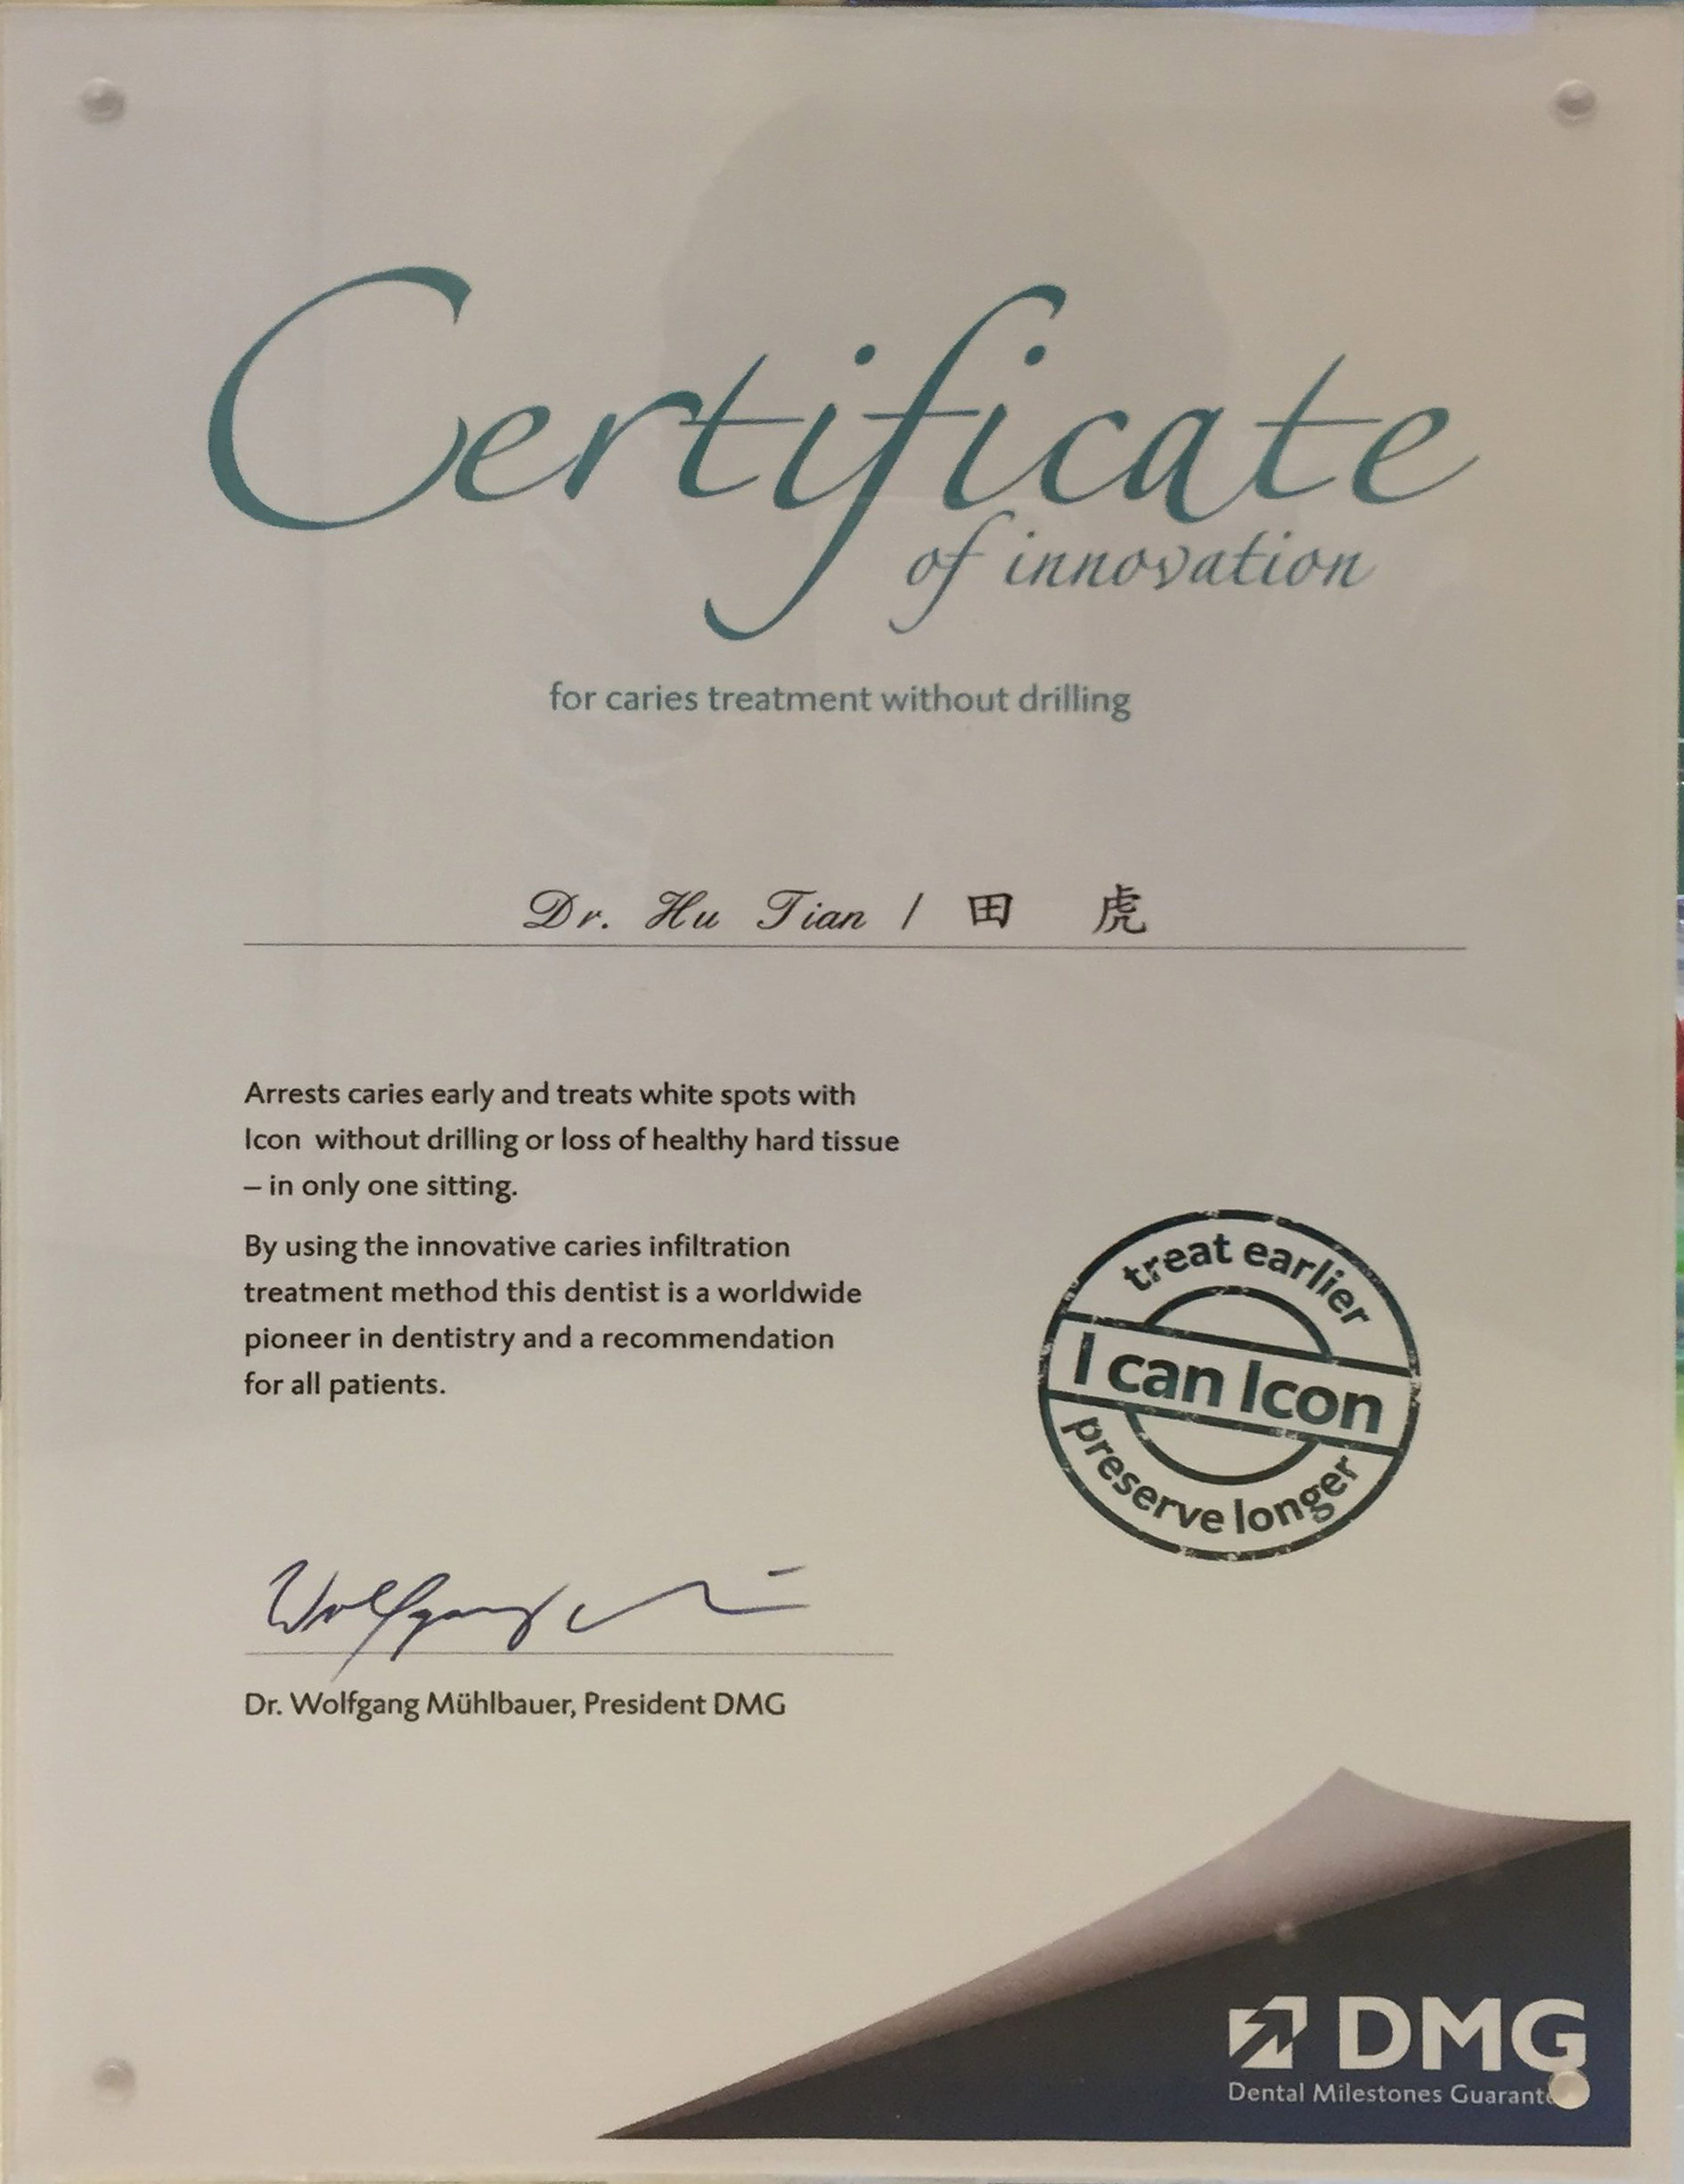 Certificate
of innovation
for caries treatment without drilling
Dr. Hu Tian / 田 虎
Arrests caries early and treats white spots with
Icon without drilling or loss of healthy hard tissue
– in only one sitting.
By using the innovative caries infiltration
treatment method this dentist is a worldwide
pioneer in dentistry and a recommendation
for all patients.
treat earlier
I can Icon
preserve longer
Wolfgang
Dr. Wolfgang Mühlbauer, President DMG
DMG
Dental Milestones